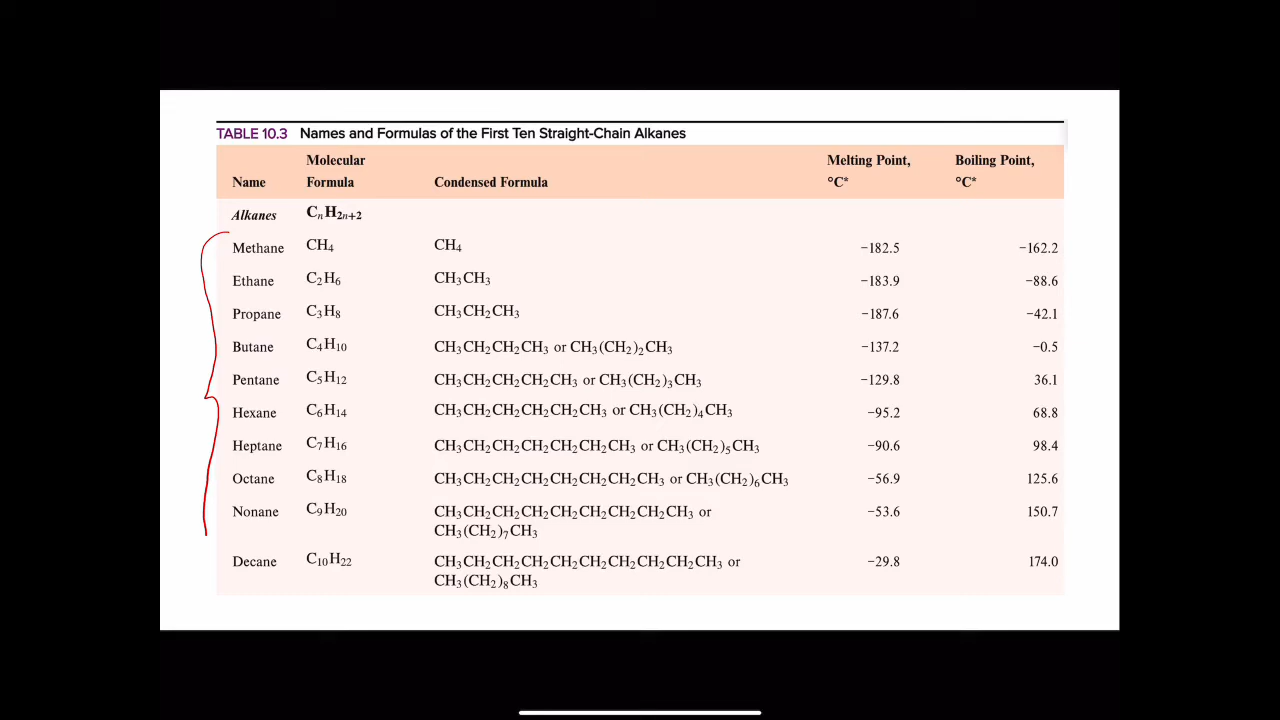 TABLE 10.3 Names and Formulas of the First Ten Straight-Chain Alkanes
Name Molecular Formula Condensed Formula Melting Point, °C* Boiling Point, °C*
Alkanes CₙH₂ₙ₊₂
Methane CH₄ CH₄ −182.5 −162.2
Ethane C₂H₆ CH₃CH₃ −183.9 −88.6
Propane C₃H₈ CH₃CH₂CH₃ −187.6 −42.1
Butane C₄H₁₀ CH₃CH₂CH₂CH₃ or CH₃(CH₂)₂CH₃ −137.2 −0.5
Pentane C₅H₁₂ CH₃CH₂CH₂CH₂CH₃ or CH₃(CH₂)₃CH₃ −129.8 36.1
Hexane C₆H₁₄ CH₃CH₂CH₂CH₂CH₂CH₃ or CH₃(CH₂)₄CH₃ −95.2 68.8
Heptane C₇H₁₆ CH₃CH₂CH₂CH₂CH₂CH₂CH₃ or CH₃(CH₂)₅CH₃ −90.6 98.4
Octane C₈H₁₈ CH₃CH₂CH₂CH₂CH₂CH₂CH₂CH₃ or CH₃(CH₂)₆CH₃ −56.9 125.6
Nonane C₉H₂₀ CH₃CH₂CH₂CH₂CH₂CH₂CH₂CH₂CH₃ or −53.6 150.7
CH₃(CH₂)₇CH₃
Decane C₁₀H₂₂ CH₃CH₂CH₂CH₂CH₂CH₂CH₂CH₂CH₂CH₃ or −29.8 174.0
CH₃(CH₂)₈CH₃